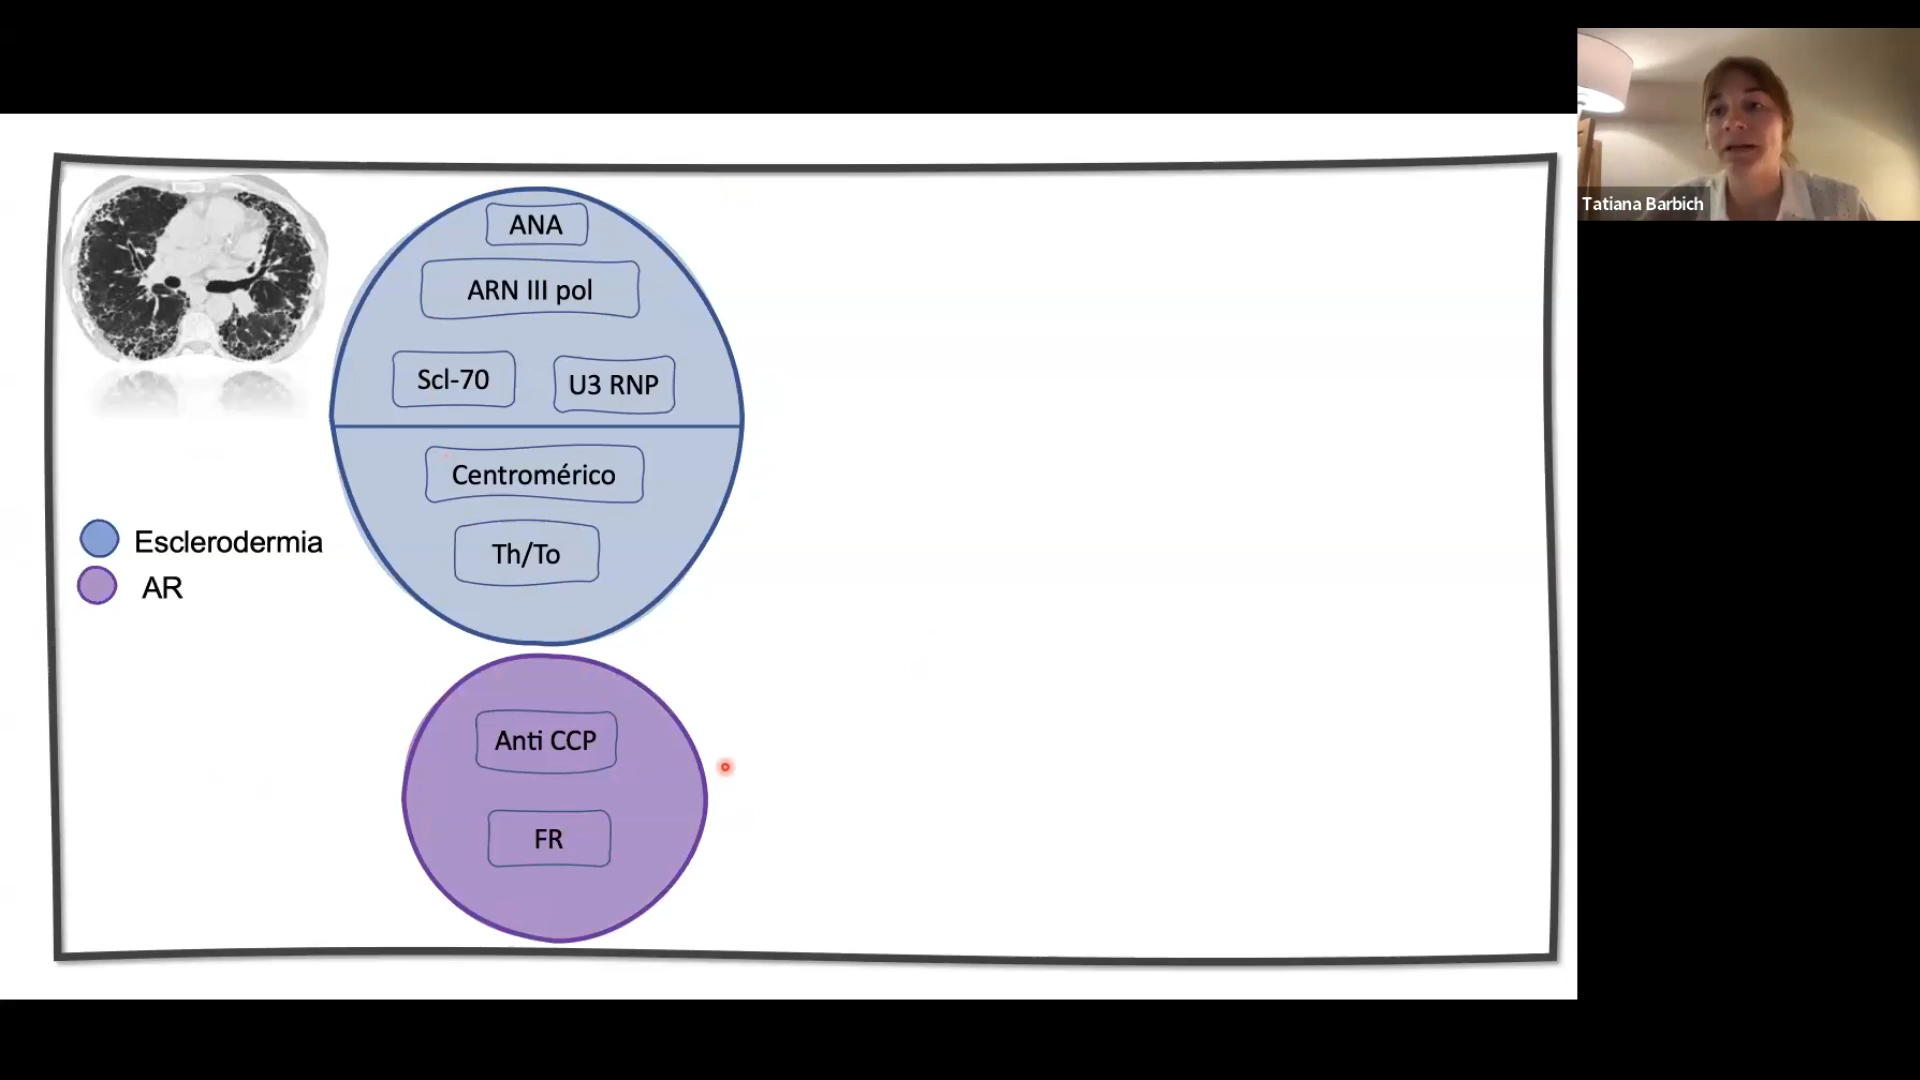 ANA
ARN III pol
Scl-70
U3 RNP
Centromérico
Th/To
Esclerodermia
AR
Anti CCP
FR
Tatiana Barbich